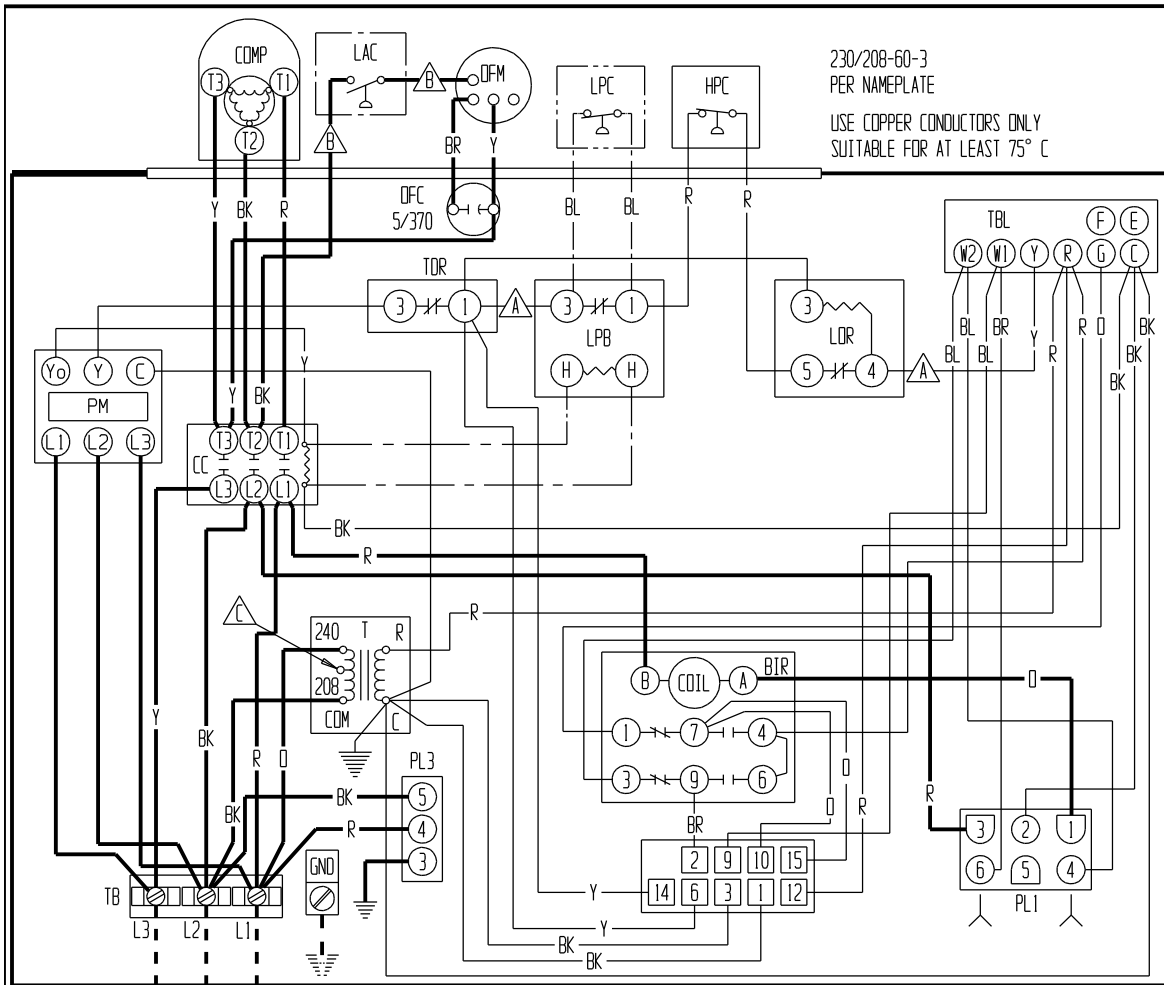 COMP
LAC
OFM
LPC
HPC
230/208-60-3
PER NAMEPLATE
USE COPPER CONDUCTORS ONLY
SUITABLE FOR AT LEAST 75° C
T3
T1
T2
B
B
BR
Y
OFC
5/370
Y
BK
R
BL
BL
R
R
TBL
F
E
W2
W1
Y
R
G
C
TDR
3
1
A
3
1
LPB
H
H
3
LOR
5
4
A
BL
BL
BL
BR
Y
R
R
O
BK
BK
BK
Yo
Y
C
PM
L1
L2
L3
Y
Y
BK
T3
T2
T1
CC
L3
L2
L1
BK
R
C
240
T
R
208
COM
C
R
B
COIL
A
BIR
O
1
7
4
3
9
6
O
O
R
R
Y
BK
R
O
BK
PL3
5
4
3
BK
R
GND
TB
L3
L2
L1
BR
2
9
10
15
14
6
3
1
12
Y
Y
BK
BK
3
2
1
6
5
4
PL1